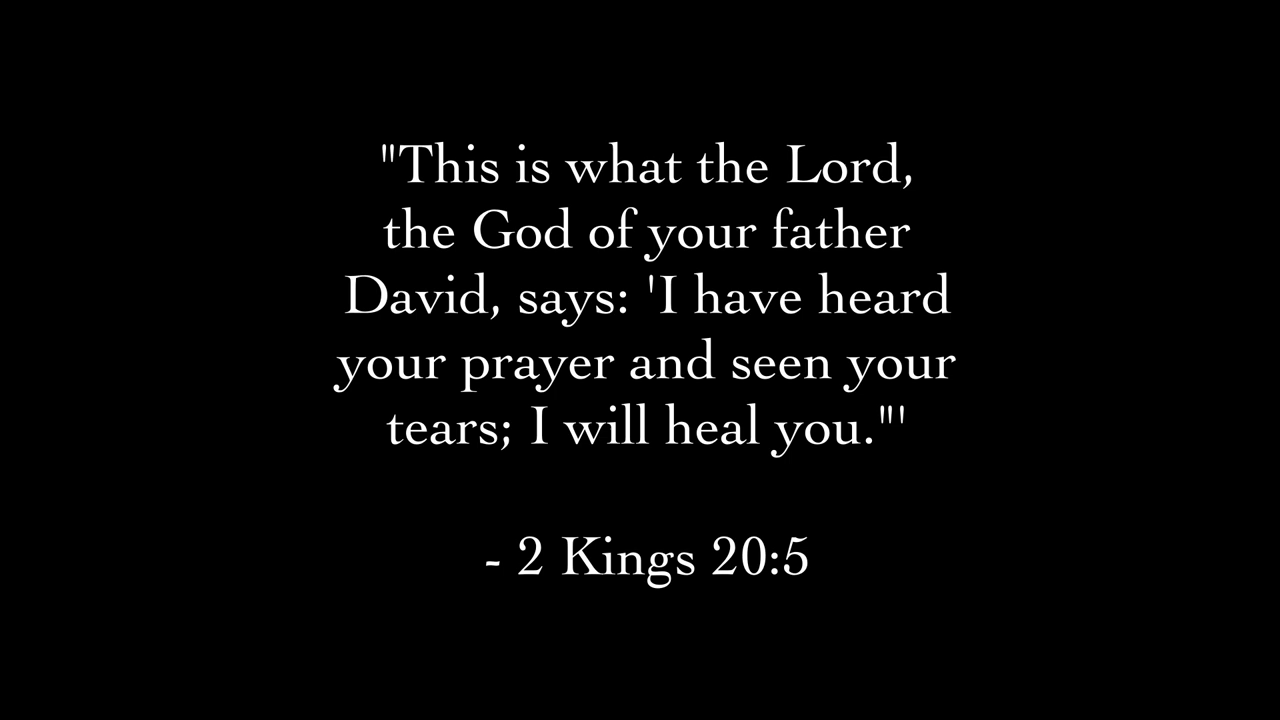 "This is what the Lord,
the God of your father
David, says: 'I have heard
your prayer and seen your
tears; I will heal you."'
- 2 Kings 20:5